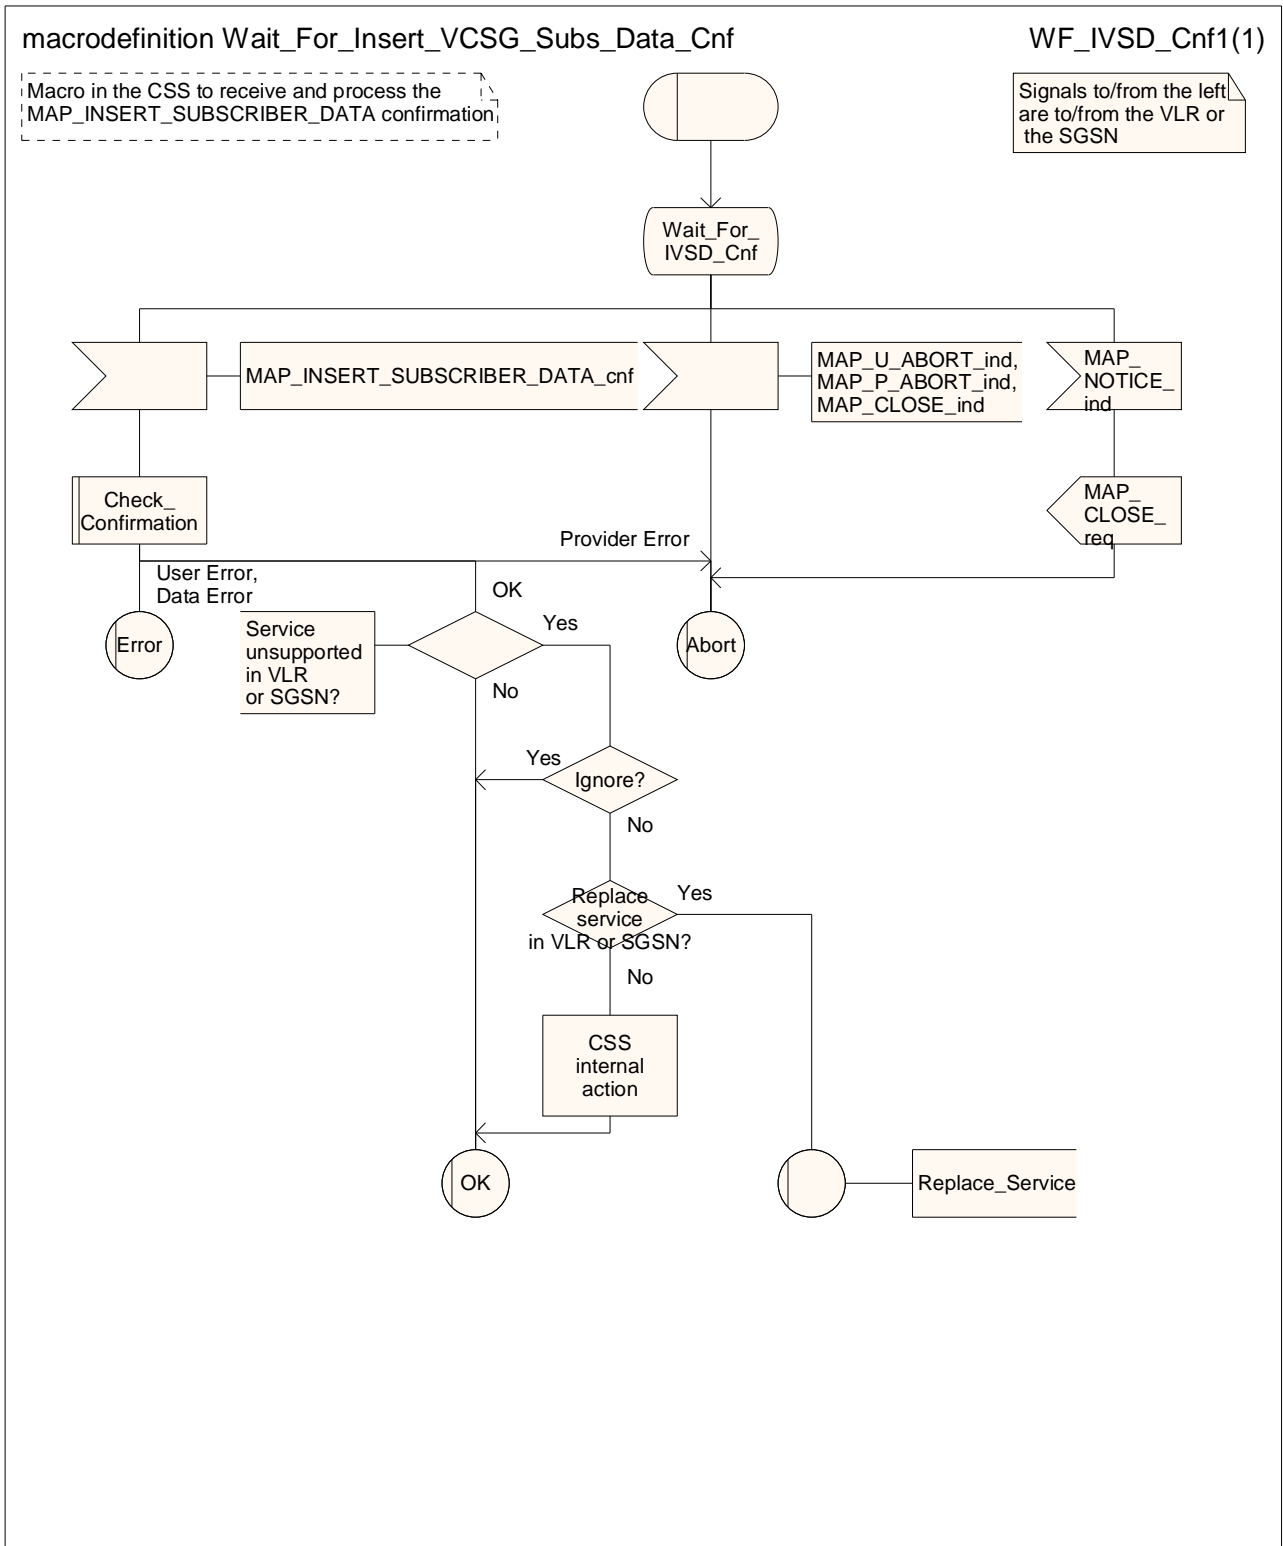 macrodefinition Wait_For_Insert_VCSG_Subs_Data_Cnf
WF_IVSD_Cnf1(1)
Macro in the CSS to receive and process the
MAP_INSERT_SUBSCRIBER_DATA confirmation
Signals to/from the left
are to/from the VLR or
the SGSN
Wait_For_
IVSD_Cnf
MAP_INSERT_SUBSCRIBER_DATA_cnf
MAP_U_ABORT_ind,
MAP_P_ABORT_ind,
MAP_CLOSE_ind
MAP_
NOTICE_
ind
Check_
Confirmation
MAP_
CLOSE_
req
Provider Error
User Error,
Data Error
OK
Error
Service
unsupported
in VLR
or SGSN?
Yes
No
Abort
Yes
Ignore?
No
Replace
service
in VLR or SGSN?
Yes
No
CSS
internal
action
OK
Replace_Service